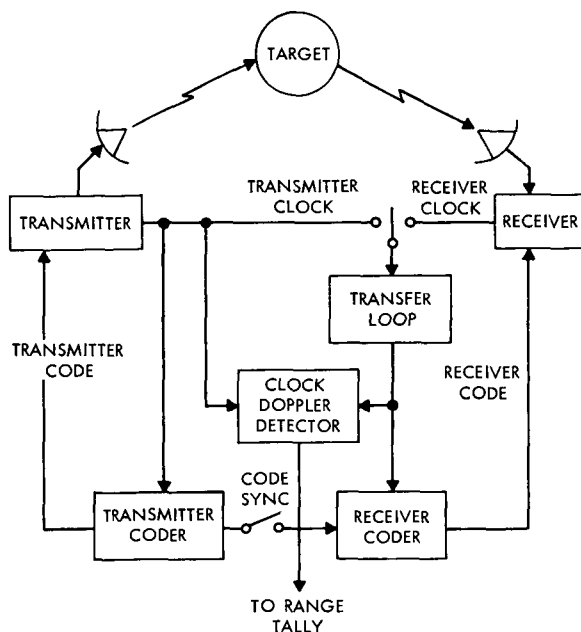 TARGET
TRANSMITTER
CLOCK
RECEIVER
CLOCK
TRANSMITTER
RECEIVER
TRANSFER
LOOP
TRANSMITTER
CODE
RECEIVER
CODE
CLOCK
DOPPLER
DETECTOR
CODE
SYNC
TRANSMITTER
CODER
RECEIVER
CODER
TO RANGE
TALLY